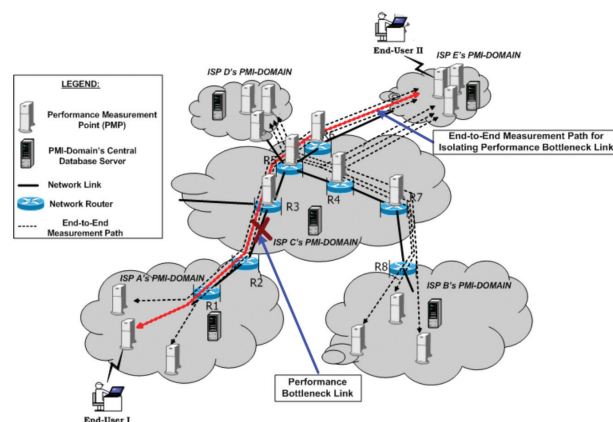 End-User II
ISP E's PMI-DOMAIN
ISP D's PMI-DOMAIN
LEGEND:
Performance Measurement
Point (PMP)
PMI-Domain's Central
Database Server
Network Link
Network Router
End-to-End
Measurement Path
End-to-End Measurement Path for
Isolating Performance Bottleneck Link
R6
R5
R4
R7
R3
ISP C's PMI-DOMAIN
R2
R8
ISP A's PMI-DOMAIN
ISP B's PMI-DOMAIN
R1
Performance
Bottleneck Link
End-User I